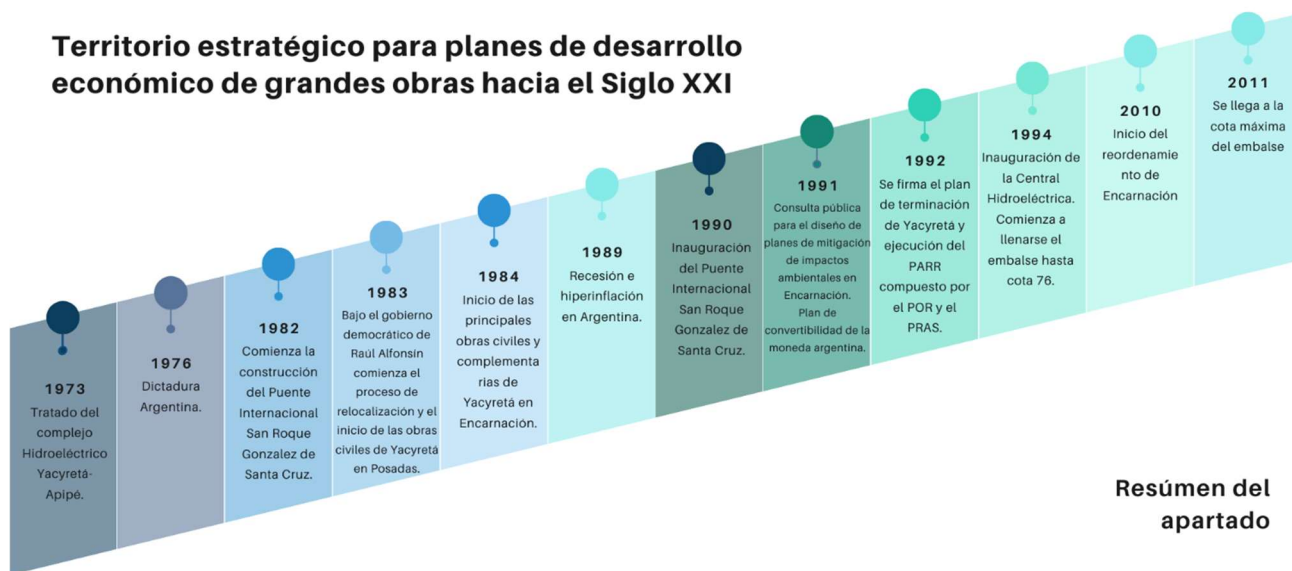 Territorio estratégico para planes de desarrollo
económico de grandes obras hacia el Siglo XXI
1973
Tratado del
complejo
Hidroeléctrico
Yacyretá-
Apipé.
1976
Dictadura
Argentina.
1982
Comienza la
construcción
del Puente
Internacional
San Roque
Gonzalez de
Santa Cruz.
1983
Bajo el gobierno
democrático de
Raúl Alfonsín
comienza el
proceso de
relocalización y el
inicio de las obras
civiles de Yacyretá
en Posadas.
1984
Inicio de las
principales
obras civiles y
complementa
rias de
Yacyretá en
Encarnación.
1989
Recesión e
hiperinflación
en Argentina.
1990
Inauguración
del Puente
Internacional
San Roque
Gonzalez de
Santa Cruz.
1991
Consulta pública
para el diseño de
planes de mitigación
de impactos
ambientales en
Encarnación.
Plan de
convertibilidad de la
moneda argentina.
1992
Se firma el plan
de terminación
de Yacyretá y
ejecución del
PARR
compuesto por
el POR y el
PRAS.
1994
Inauguración de
la Central
Hidroeléctrica.
Comienza a
llenarse el
embalse hasta
cota 76.
2010
Inicio del
reordenamie
nto de
Encarnación
2011
Se llega a la
cota máxima
del embalse
Resúmen del
apartado